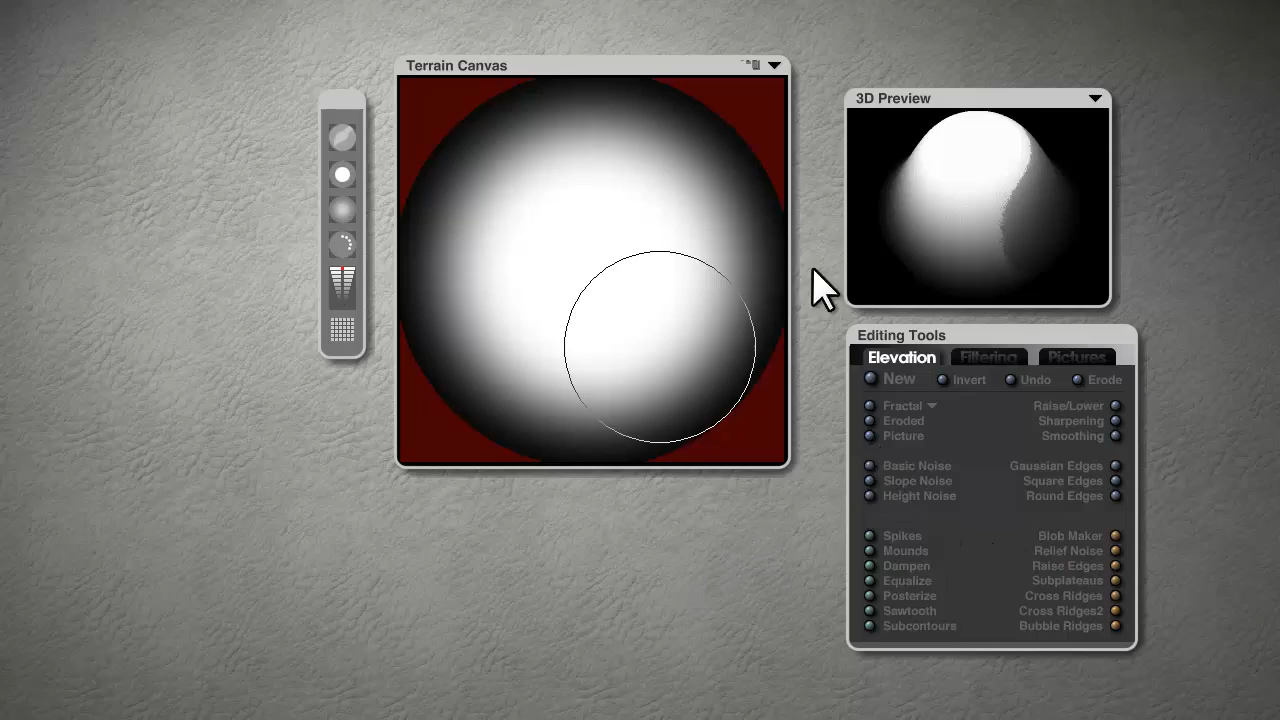 Terrain Canvas
3D Preview
Editing Tools
Elevation Filtering Pictures
New Invert Undo Erode
Fractal Raise/Lower
Eroded Sharpening
Picture Smoothing
Basic Noise Gaussian Edges
Slope Noise Square Edges
Height Noise Round Edges
Spikes Blob Maker
Mounds Relief Noise
Dampen Raise Edges
Equalize Subplateaus
Posterize Cross Ridges
Sawtooth Cross Ridges2
Subcontours Bubble Ridges